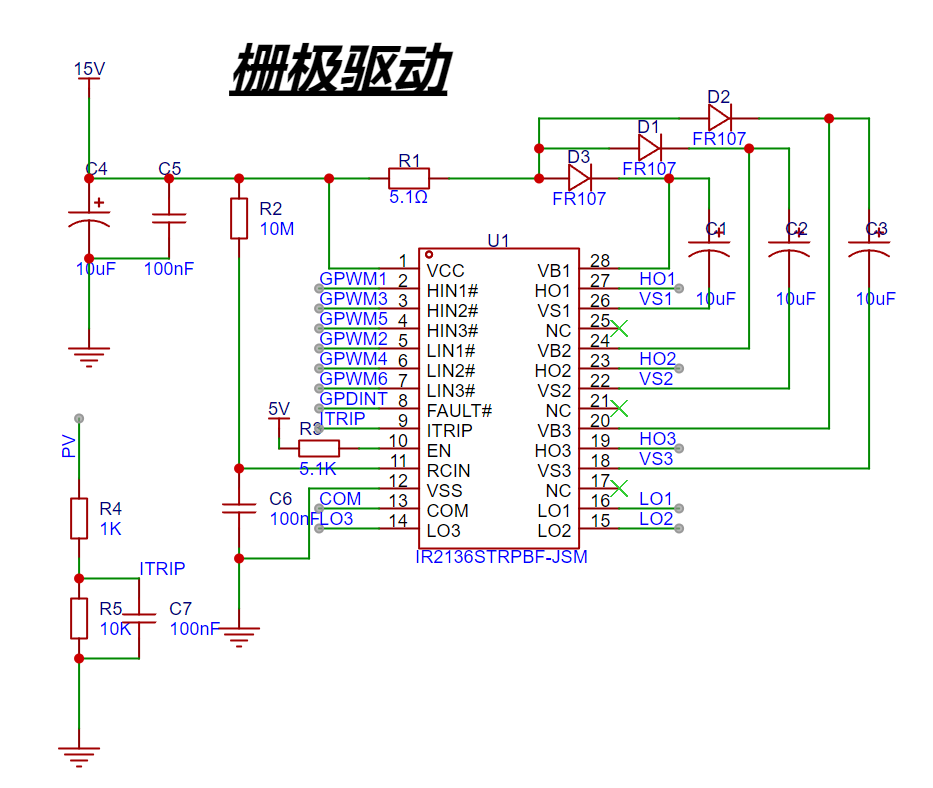 栅极驱动
15V
D2
FR107
D1
FR107
D3
FR107
C4
10uF
C5
100nF
R1
5.1Ω
R2
10M
C1
10uF
C2
10uF
C3
10uF
U1
1 VCC
GPWM1 2 HIN1#
GPWM3 3 HIN2#
GPWM5 4 HIN3#
GPWM2 5 LIN1#
GPWM4 6 LIN2#
GPWM6 7 LIN3#
GPDINT 8 FAULT#
ITRIP 9 ITRIP
10 EN
11 RCIN
12 VSS
COM 13 COM
LO3 14 LO3
VB1 28
HO1 27 HO1
VS1 26 VS1
NC 25
VB2 24
HO2 23 HO2
VS2 22 VS2
NC 21
VB3 20
HO3 19 HO3
VS3 18 VS3
NC 17
LO1 16 LO1
LO2 15 LO2
IR2136STRPBF-JSM
5V
R3
5.1K
C6
100nF
PV
R4
1K
ITRIP
R5
10K
C7
100nF